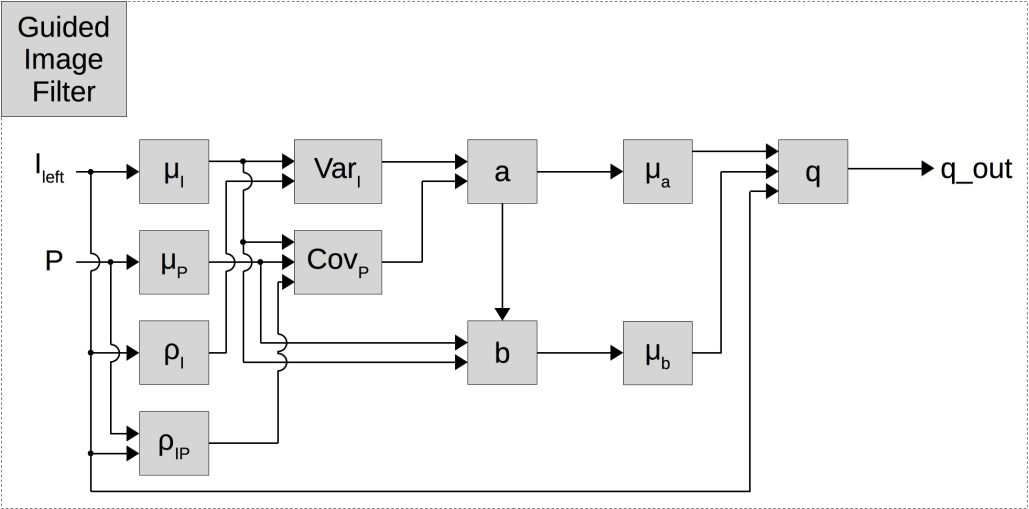 Guided
Image
Filter
I_left
μ_I
Var_I
a
μ_a
q
q_out
P
μ_P
Cov_P
ρ_I
b
μ_b
ρ_IP